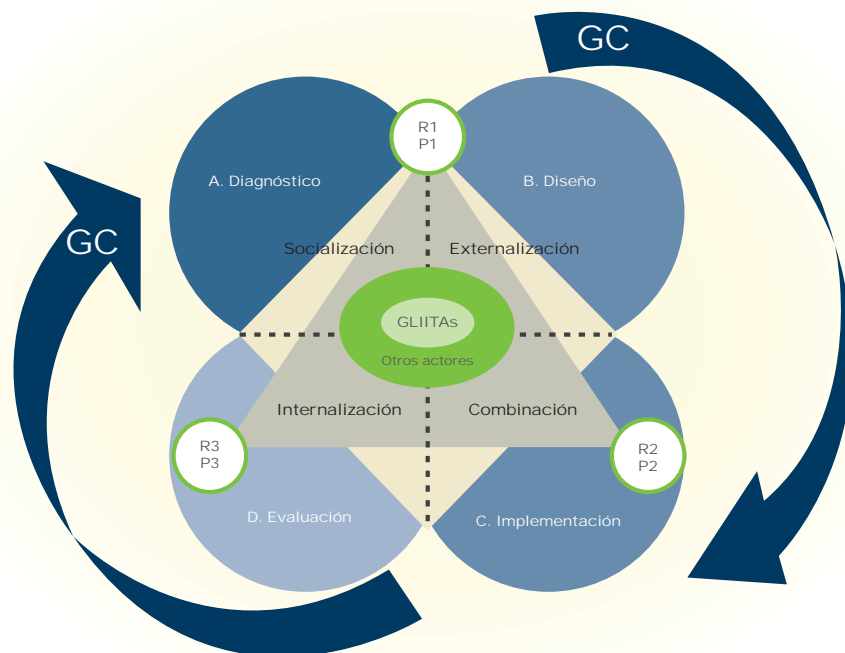 GC
R1
P1
A. Diagnóstico
B. Diseño
GC
Socialización
Externalización
GLIITAs
Otros actores
Internalización
Combinación
R3
P3
R2
P2
D. Evaluación
C. Implementación